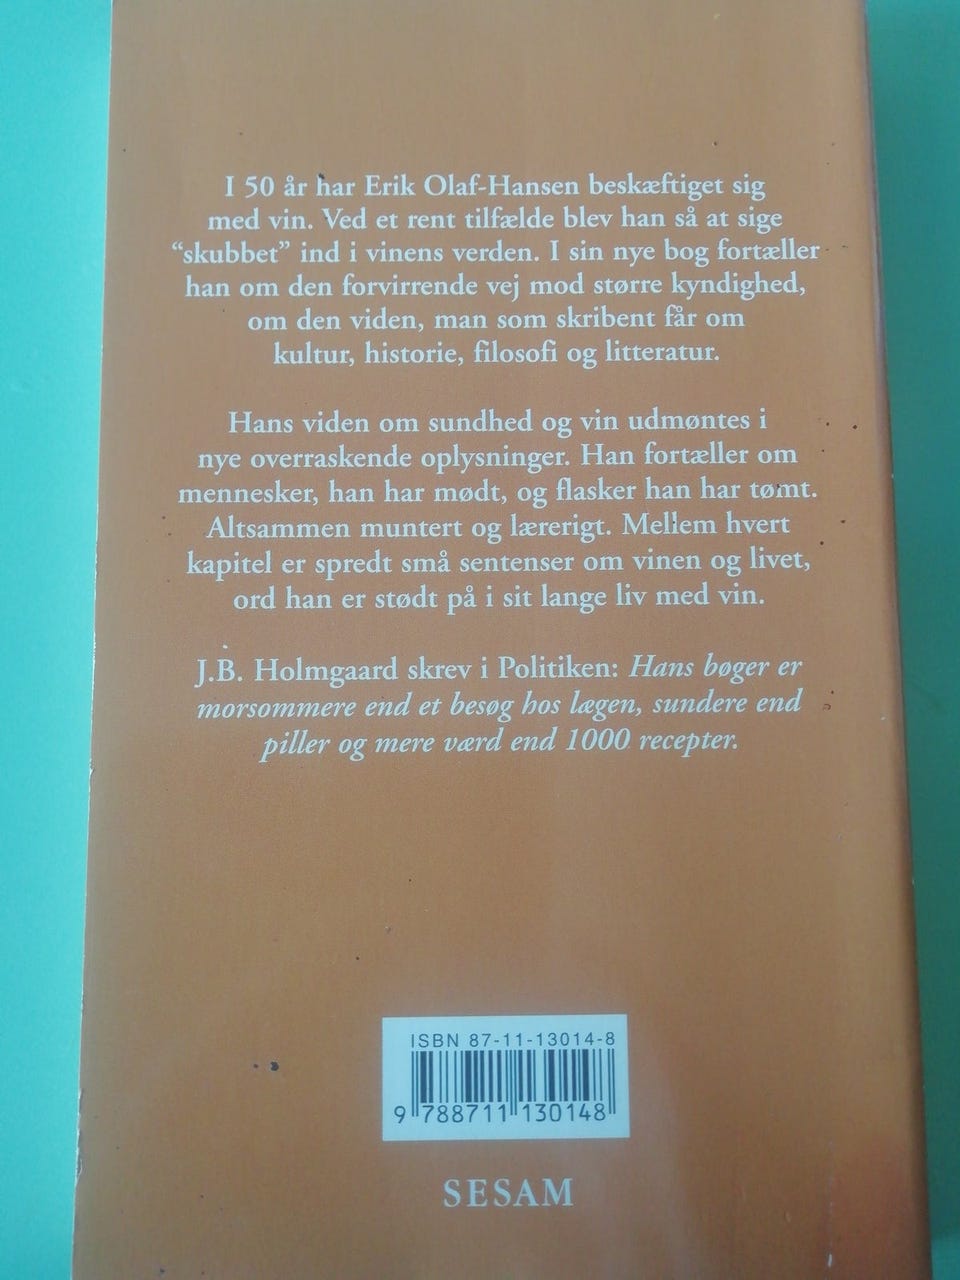 I 50 år har Erik Olaf-Hansen beskæftiget sig
med vin. Ved et rent tilfælde blev han så at sige
“skubbet” ind i vinens verden. I sin nye bog fortæller
han om den forvirrende vej mod større kyndighed,
om den viden, man som skribent får om
kultur, historie, filosofi og litteratur.
Hans viden om sundhed og vin udmøntes i
nye overraskende oplysninger. Han fortæller om
mennesker, han har mødt, og flasker han har tømt.
Altsammen muntert og lærerigt. Mellem hvert
kapitel er spredt små sentenser om vinen og livet,
ord han er stødt på i sit lange liv med vin.
J.B. Holmgaard skrev i Politiken: Hans bøger er
morsommere end et besøg hos lægen, sundere end
piller og mere værd end 1000 recepter.
ISBN 87-11-13014-8
9 788711 130148
SESAM